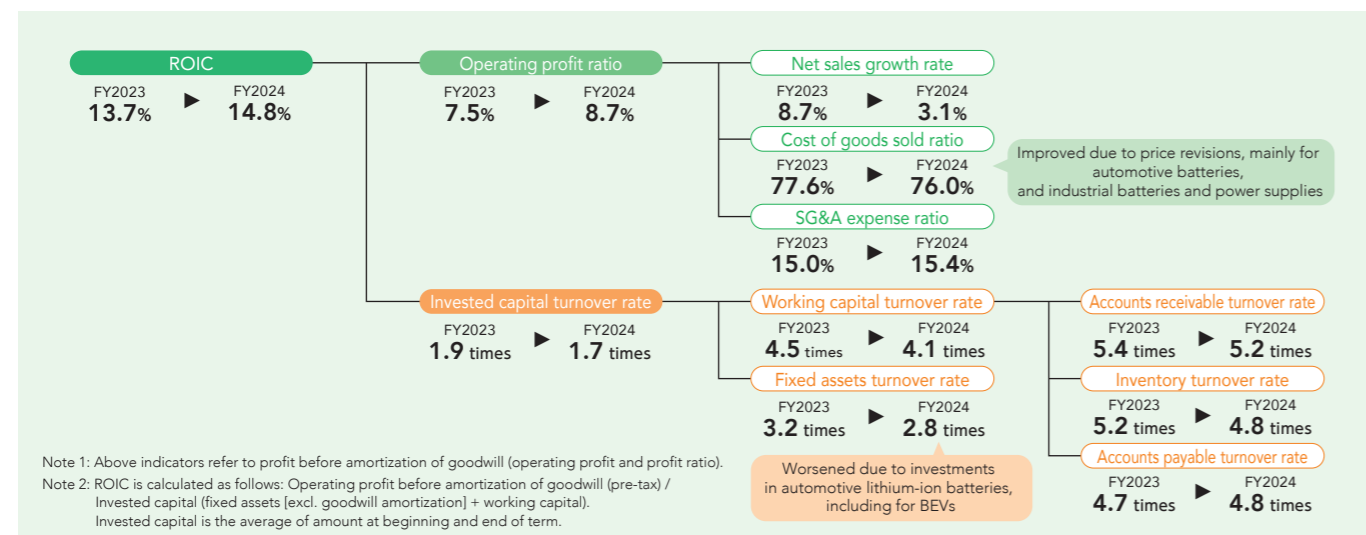 ROIC
FY2023 ▶ FY2024
13.7% 14.8%
Operating profit ratio
FY2023 ▶ FY2024
7.5% 8.7%
Net sales growth rate
FY2023 ▶ FY2024
8.7% 3.1%
Cost of goods sold ratio
FY2023 ▶ FY2024
77.6% 76.0%
Improved due to price revisions, mainly for
automotive batteries,
and industrial batteries and power supplies
SG&A expense ratio
FY2023 ▶ FY2024
15.0% 15.4%
Invested capital turnover rate
FY2023 ▶ FY2024
1.9 times 1.7 times
Working capital turnover rate
FY2023 ▶ FY2024
4.5 times 4.1 times
Fixed assets turnover rate
FY2023 ▶ FY2024
3.2 times 2.8 times
Worsened due to investments
in automotive lithium-ion batteries,
including for BEVs
Accounts receivable turnover rate
FY2023 ▶ FY2024
5.4 times 5.2 times
Inventory turnover rate
FY2023 ▶ FY2024
5.2 times 4.8 times
Accounts payable turnover rate
FY2023 ▶ FY2024
4.7 times 4.8 times
Note 1: Above indicators refer to profit before amortization of goodwill (operating profit and profit ratio).
Note 2: ROIC is calculated as follows: Operating profit before amortization of goodwill (pre-tax) /
Invested capital (fixed assets [excl. goodwill amortization] + working capital).
Invested capital is the average of amount at beginning and end of term.